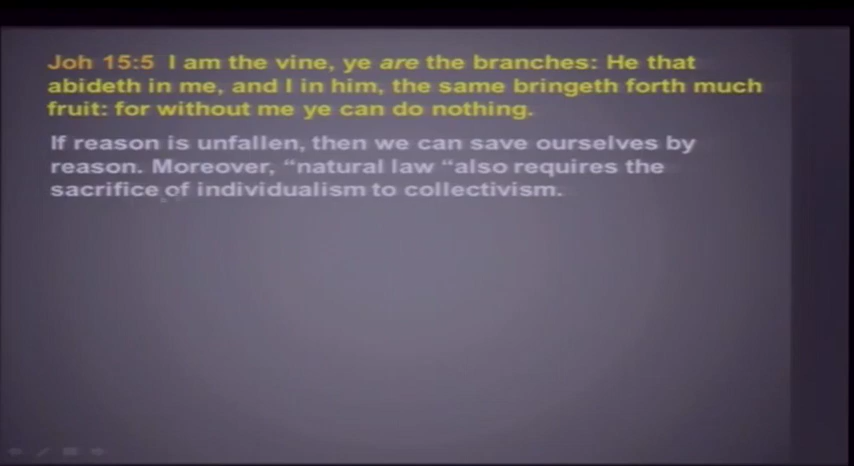 Joh 15:5 I am the vine, ye are the branches: He that
abideth in me, and I in him, the same bringeth forth much
fruit: for without me ye can do nothing.
If reason is unfallen, then we can save ourselves by
reason. Moreover, “natural law “also requires the
sacrifice of individualism to collectivism.